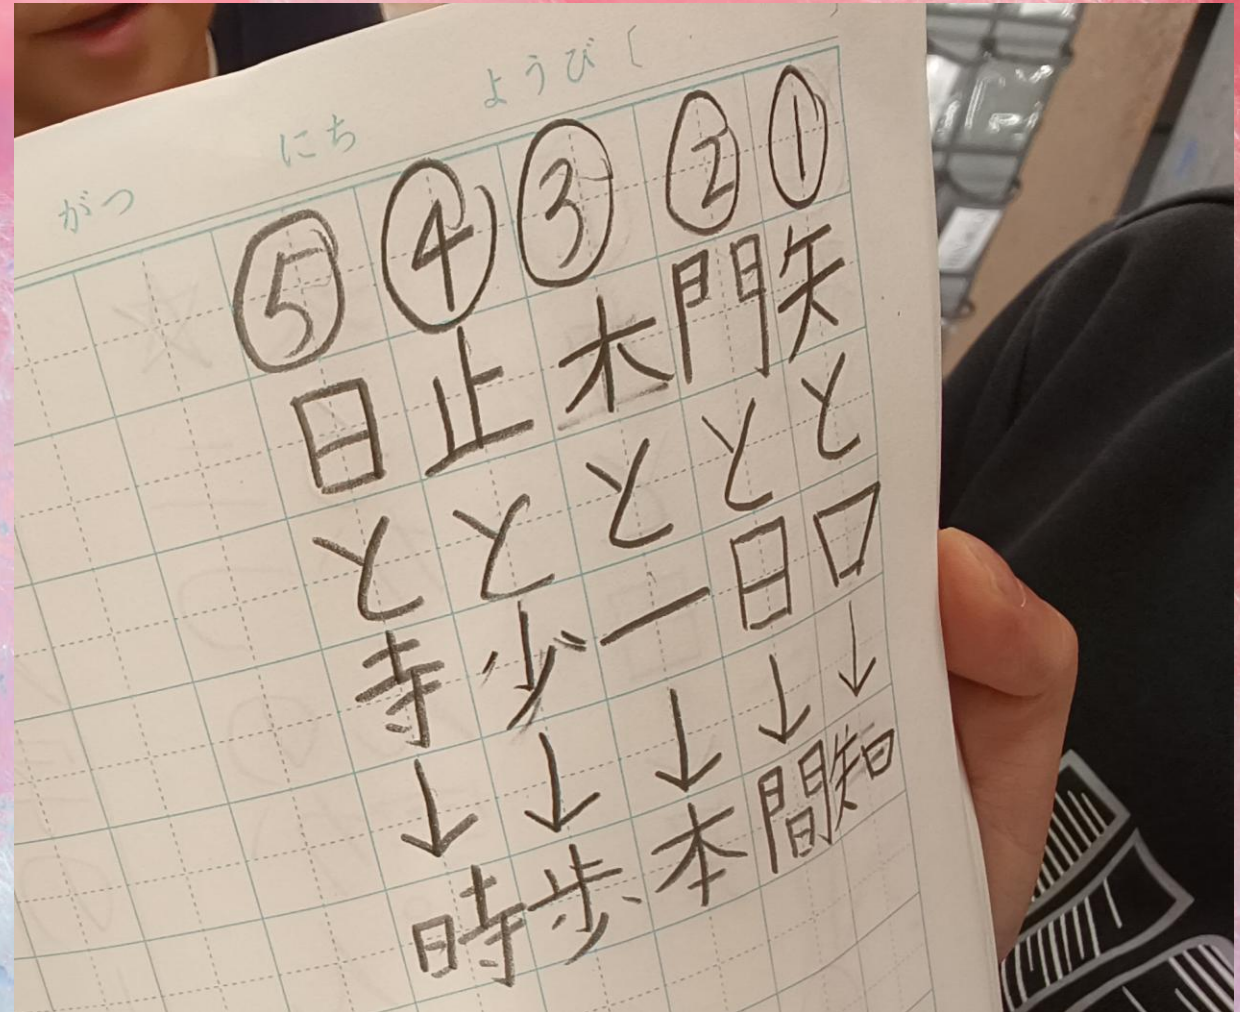 がつ にち ようび〔
①矢と口→知
②門と日→間
③木と一→本
④止と少→歩
⑤日と寺→時